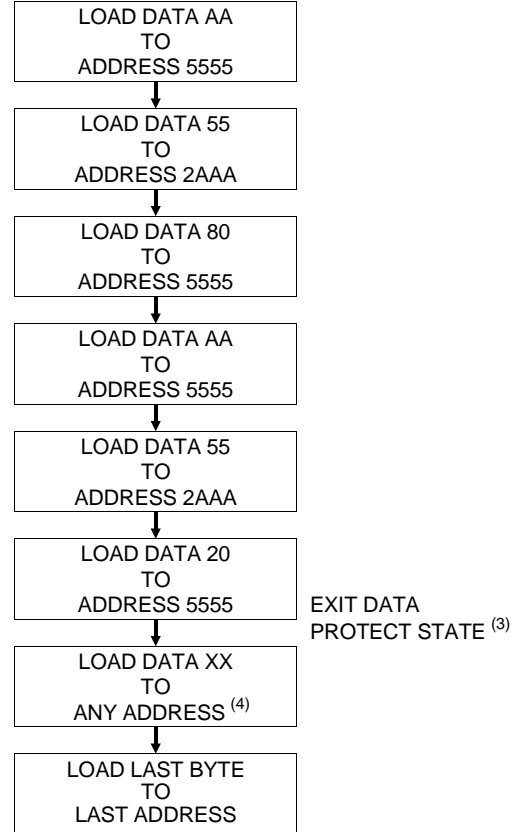 LOAD DATA AA
TO
ADDRESS 5555
LOAD DATA 55
TO
ADDRESS 2AAA
LOAD DATA 80
TO
ADDRESS 5555
LOAD DATA AA
TO
ADDRESS 5555
LOAD DATA 55
TO
ADDRESS 2AAA
LOAD DATA 20
TO
ADDRESS 5555
EXIT DATA
PROTECT STATE (3)
LOAD DATA XX
TO
ANY ADDRESS (4)
LOAD LAST BYTE
TO
LAST ADDRESS